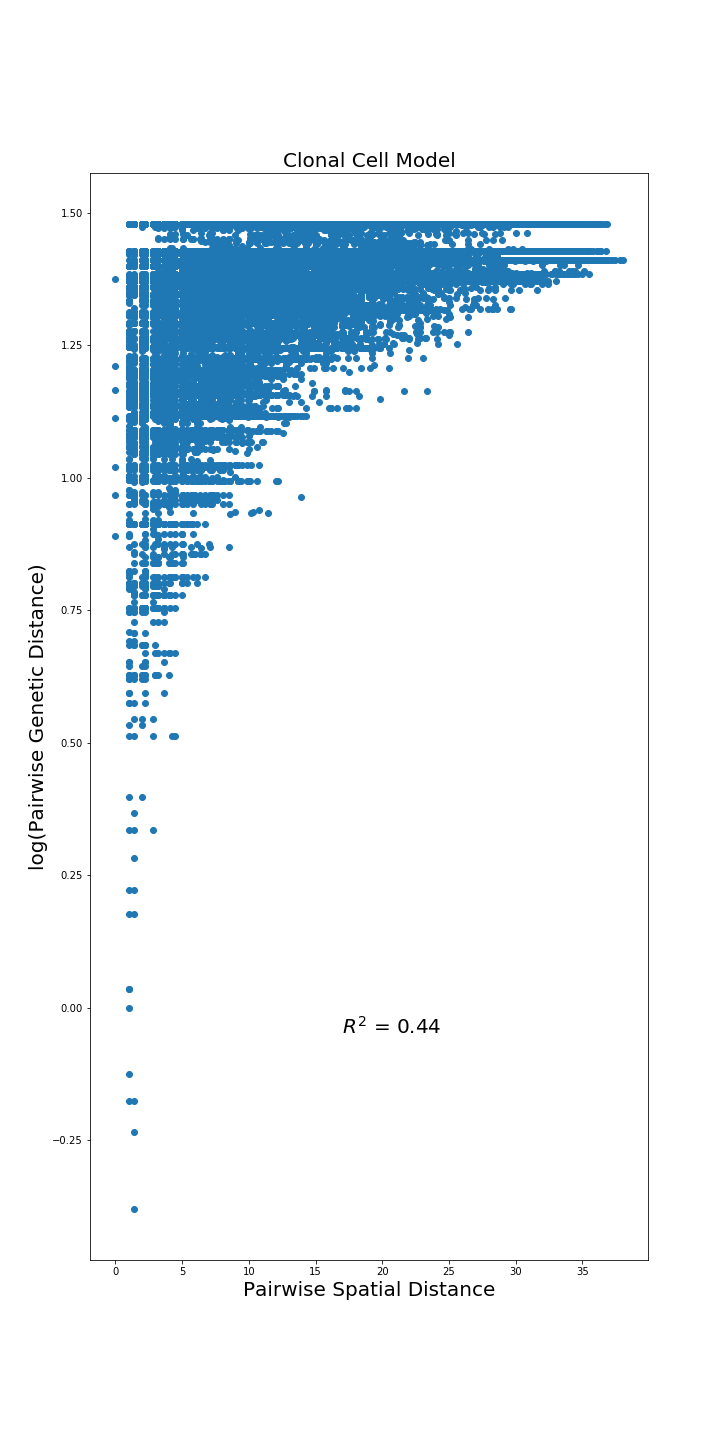 Clonal Cell Model
1.50
1.25
1.00
0.75
0.50
0.25
0.00
−0.25
log(Pairwise Genetic Distance)
R² = 0.44
0 5 10 15 20 25 30 35
Pairwise Spatial Distance